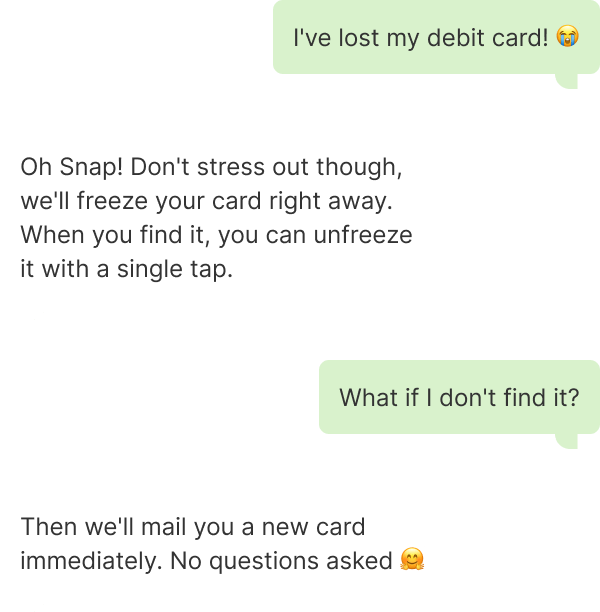 I've lost my debit card! 😭
Oh Snap! Don't stress out though,
we'll freeze your card right away.
When you find it, you can unfreeze
it with a single tap.
What if I don't find it?
Then we'll mail you a new card
immediately. No questions asked 🤗